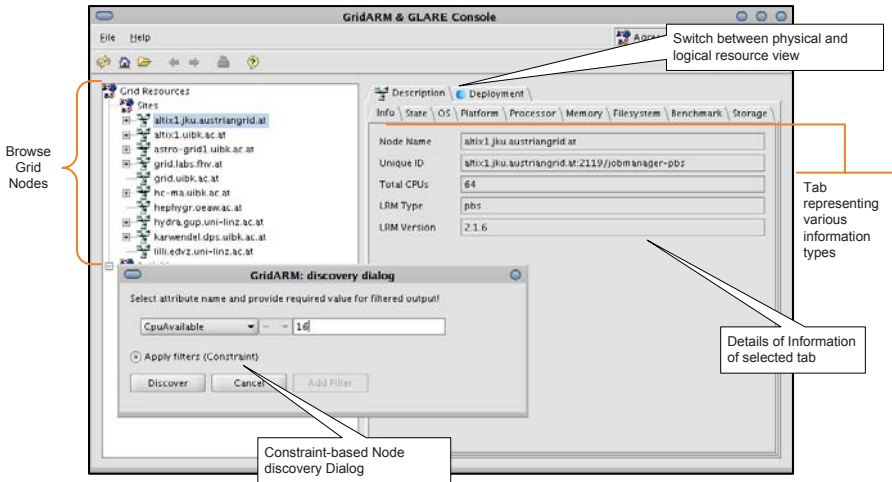 GridARM & GLARE Console
File Help
Switch between physical and
logical resource view
Grid Resources
Sites
altix1.jku.austriangrid.at
altix1.uibk.ac.at
astro-grid1.uibk.ac.at
grid.labs.fhv.at
grid.uibk.ac.at
hc-ma.uibk.ac.at
hephygr.oeaw.ac.at
hydra.gup.uni-linz.ac.at
karwendel.dps.uibk.ac.at
lilli.edvz.uni-linz.ac.at
Browse
Grid
Nodes
Description Deployment
Info State OS Platform Processor Memory Filesystem Benchmark Storage
Node Name altix1.jku.austriangrid.at
Unique ID altix1.jku.austriangrid.at:2119/jobmanager-pbs
Total CPUs 64
LRM Type pbs
LRM Version 2.1.6
Tab
representing
various
information
types
GridARM: discovery dialog
Select attribute name and provide required value for filtered output!
CpuAvailable 16
Apply filters (Constraint)
Discover Cancel Add Filter
Details of Information
of selected tab
Constraint-based Node
discovery Dialog